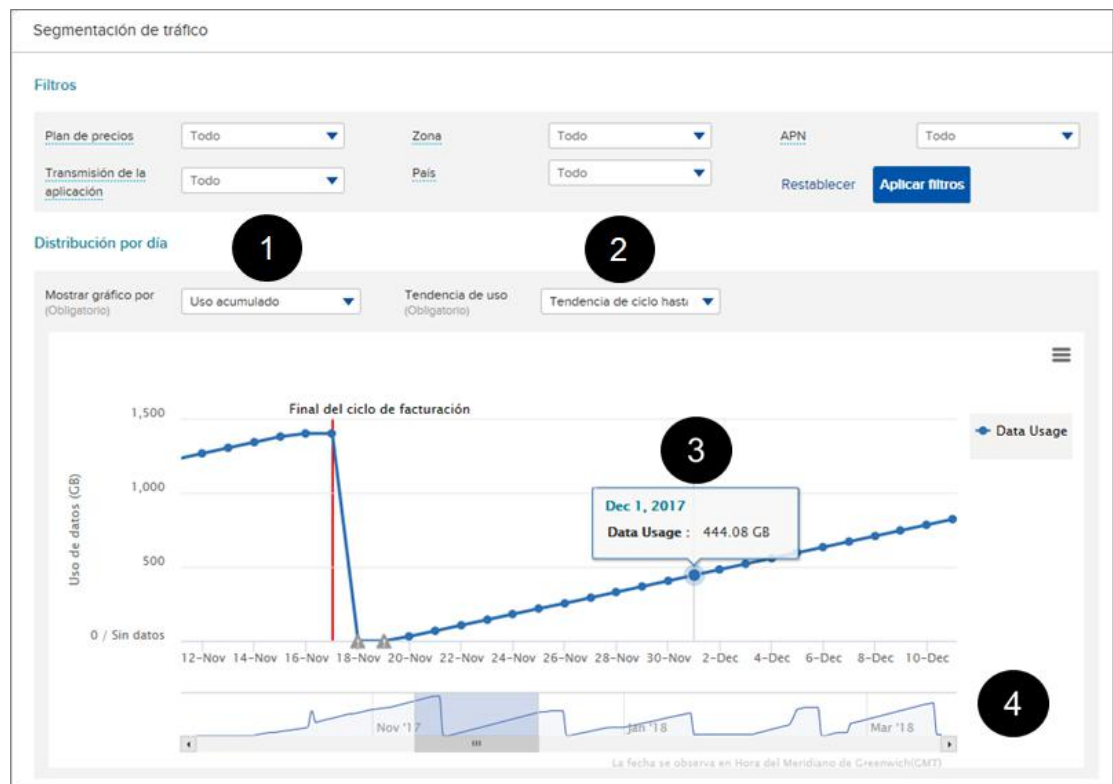 Segmentación de tráfico
Filtros
Plan de precios Todo Zona Todo APN Todo
Transmisión de la aplicación Todo País Todo Restablecer Aplicar filtros
Distribución por día
1 2
Mostrar gráfico por (Obligatorio) Uso acumulado Tendencia de uso (Obligatorio) Tendencia de ciclo hasta
Final del ciclo de facturación
3
Data Usage
Dec 1, 2017
Data Usage : 444.08 GB
Uso de datos (GB)
1,500
1,000
500
0 / Sin datos
12-Nov 14-Nov 16-Nov 18-Nov 20-Nov 22-Nov 24-Nov 26-Nov 28-Nov 30-Nov 2-Dec 4-Dec 6-Dec 8-Dec 10-Dec
4
Nov '17 Jan '18 Mar '18
La fecha se observa en Hora del Meridiano de Greenwich(GMT)